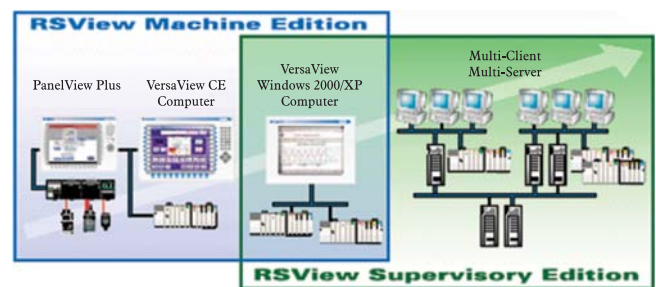 RSView Machine Edition
PanelView Plus
VersaView CE
Computer
VersaView
Windows 2000/XP
Computer
Multi-Client
Multi-Server
RSView Supervisory Edition